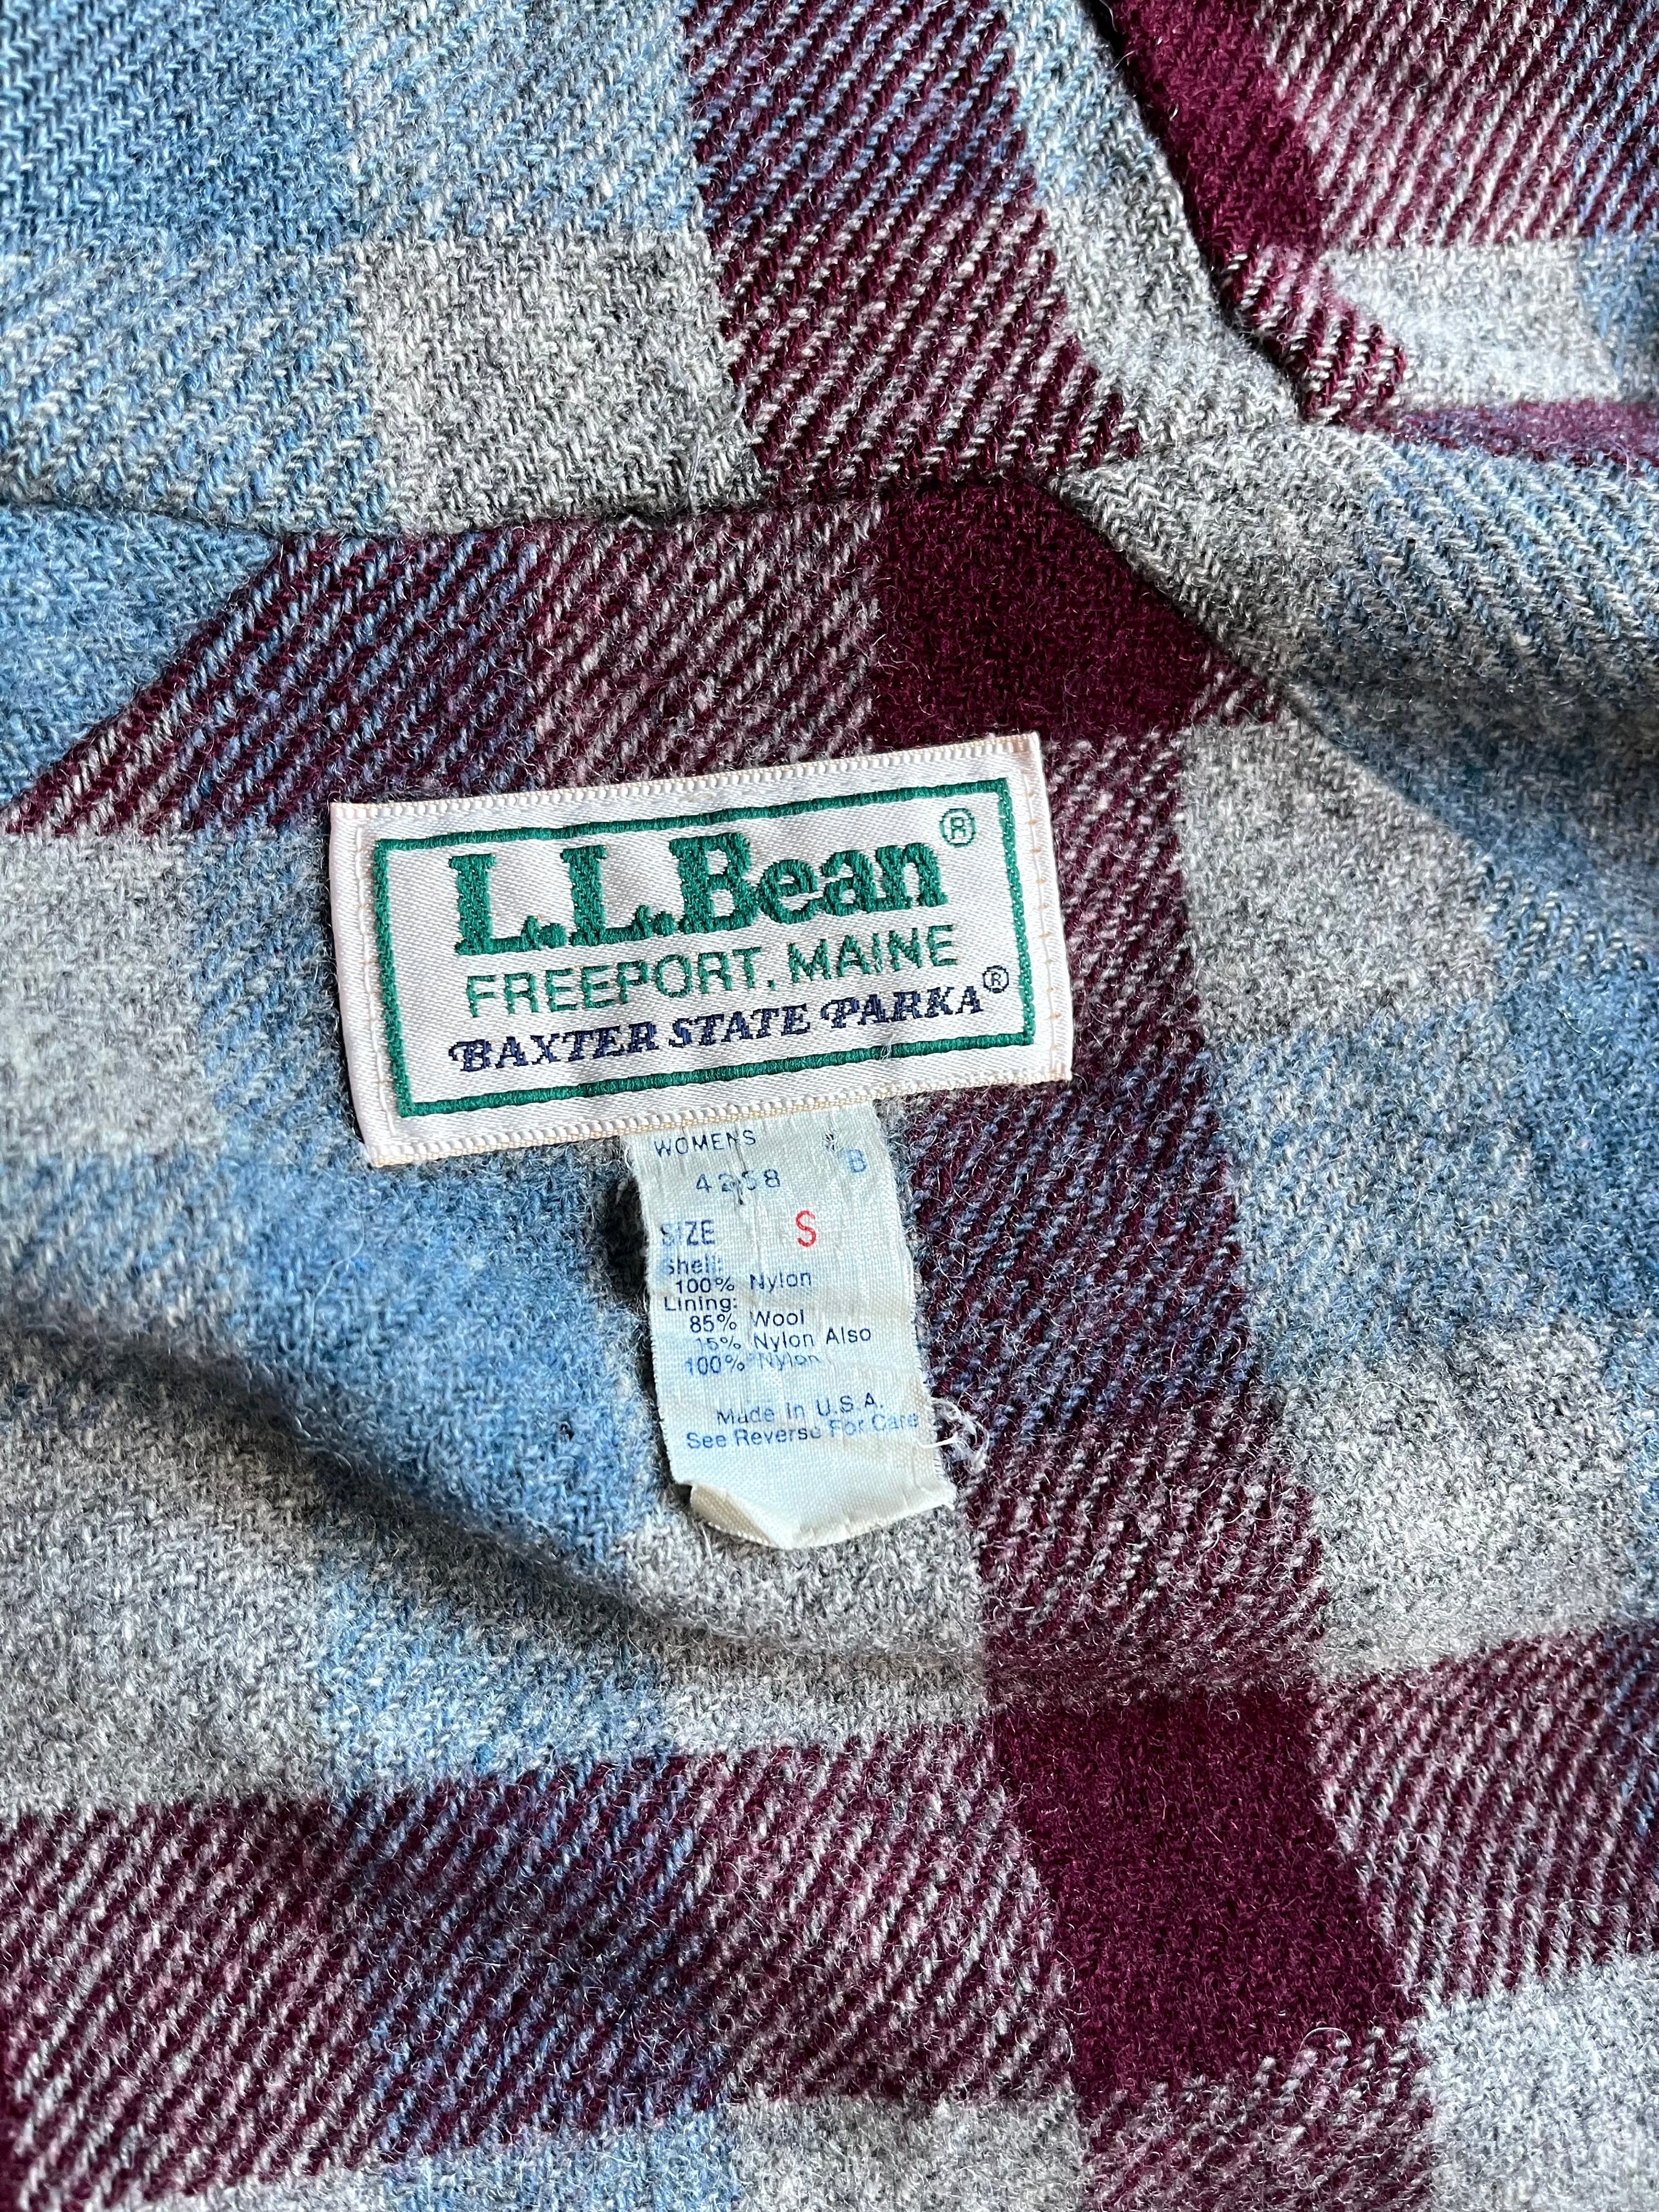 L.L.Bean®
FREEPORT, MAINE
BAXTER STATE PARKA®
WOMENS
B
4258
SIZE S
Shell:
100% Nylon
Lining:
85% Wool
15% Nylon Also
100% Nylon
Made In U.S.A.
See Reverse For Care